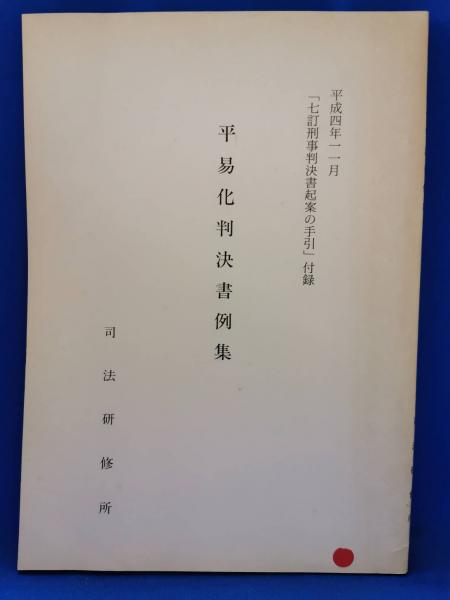 平成四年一一月
「七訂刑事判決書起案の手引」付録
平易化判決書例集
司法研修所